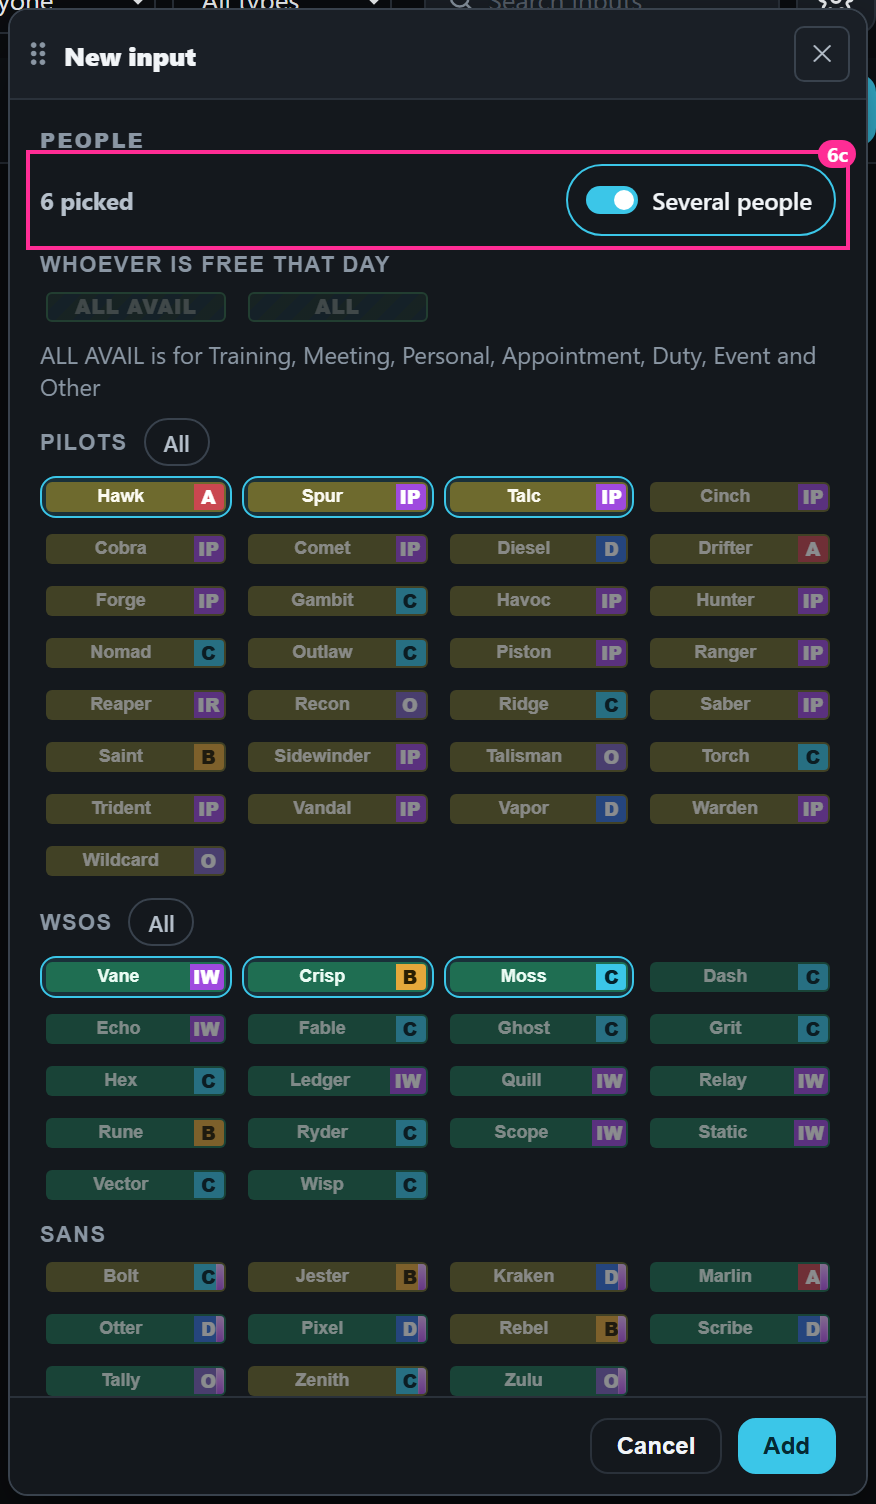 yone All types Search inputs
New input
PEOPLE
6c
6 picked Several people
WHOEVER IS FREE THAT DAY
ALL AVAIL ALL
ALL AVAIL is for Training, Meeting, Personal, Appointment, Duty, Event and
Other
PILOTS All
Hawk A Spur IP Talc IP Cinch IP
Cobra IP Comet IP Diesel D Drifter A
Forge IP Gambit C Havoc IP Hunter IP
Nomad C Outlaw C Piston IP Ranger IP
Reaper IR Recon O Ridge C Saber IP
Saint B Sidewinder IP Talisman O Torch C
Trident IP Vandal IP Vapor D Warden IP
Wildcard O
WSOS All
Vane IW Crisp B Moss C Dash C
Echo IW Fable C Ghost C Grit C
Hex C Ledger IW Quill IW Relay IW
Rune B Ryder C Scope IW Static IW
Vector C Wisp C
SANS
Bolt C Jester B Kraken D Marlin A
Otter D Pixel D Rebel B Scribe D
Tally O Zenith C Zulu O
Cancel Add